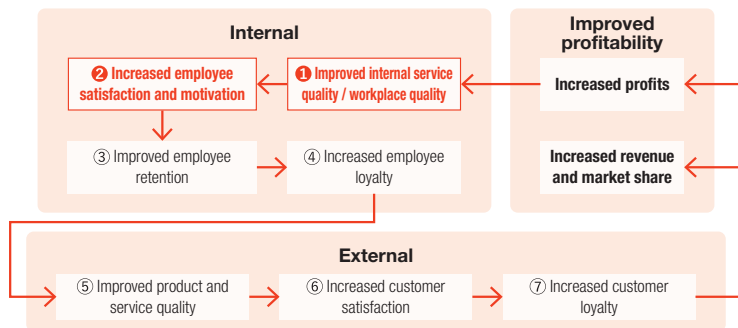 Internal
Improved
profitability
❷ Increased employee
satisfaction and motivation
❶ Improved internal service
quality / workplace quality
Increased profits
③ Improved employee
retention
④ Increased employee
loyalty
Increased revenue
and market share
External
⑤ Improved product and
service quality
⑥ Increased customer
satisfaction
⑦ Increased customer
loyalty